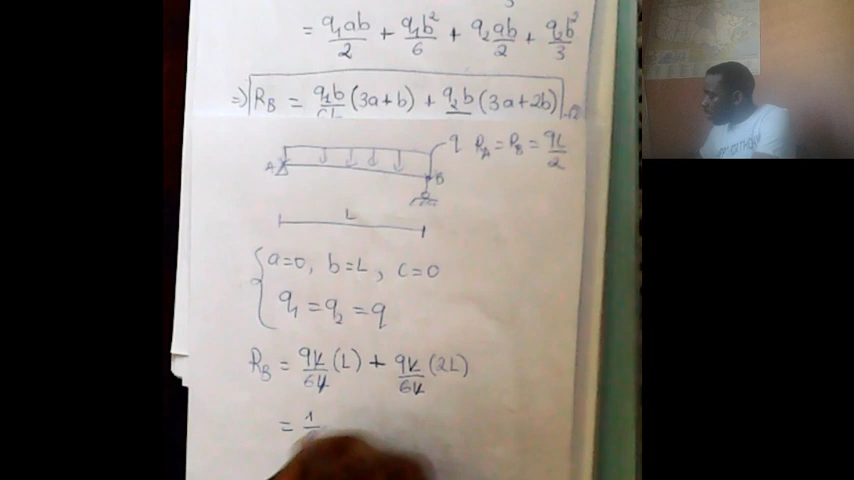 = q₁ab/2 + q₁b²/6 + q₂ab/2 + q₂b²/3
⇒ R_B = q₁b/6L (3a+b) + q₂b (3a+2b)
q R_A = R_B = qL/2
A
B
L
{ a=0, b=L, c=0
q₁ = q₂ = q
R_B = qL/6L (L) + qL/6L (2L)
= 1